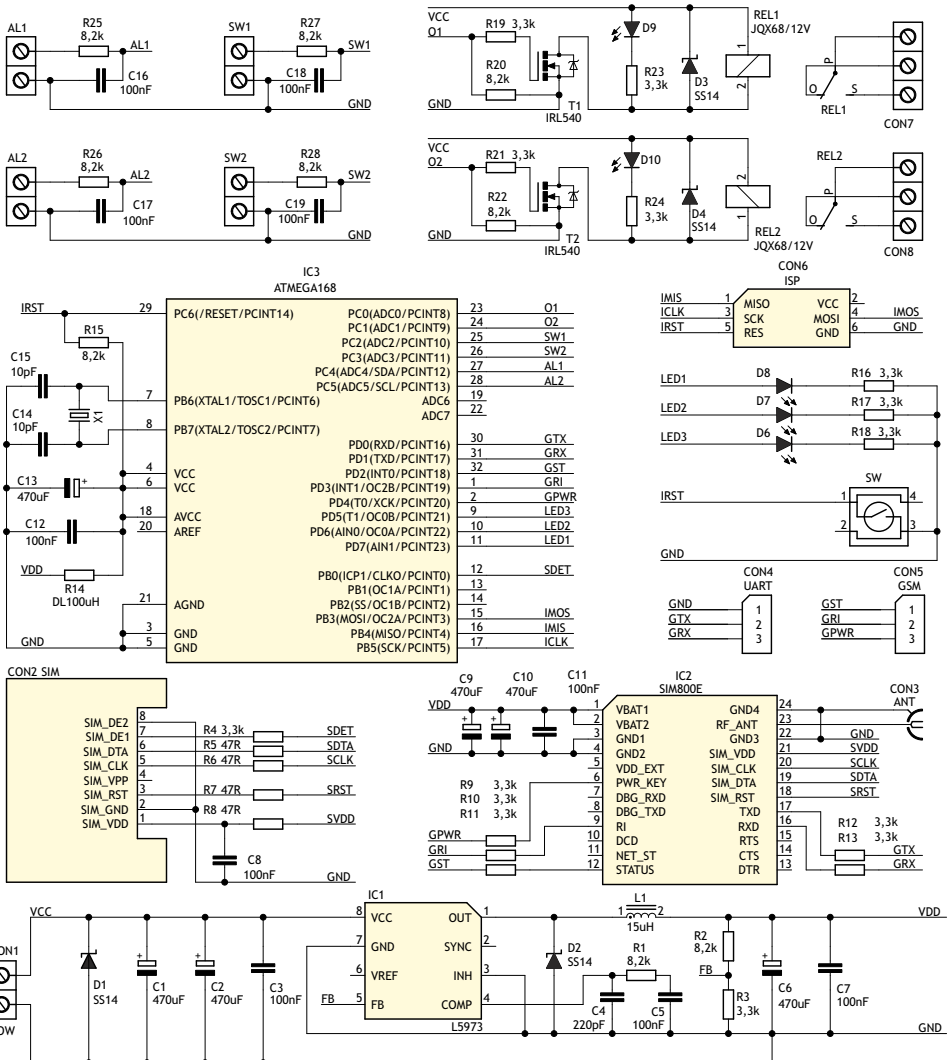 AL1
R25
8,2k
AL1
C16
100nF
SW1
R27
8,2k
SW1
C18
100nF
GND
VCC
O1
R19 3,3k
R20
8,2k
GND
T1
IRL540
D9
R23
3,3k
D3
SS14
REL1
JQX68/12V
1
2
P
O
S
REL1
CON7
AL2
R26
8,2k
AL2
C17
100nF
SW2
R28
8,2k
SW2
C19
100nF
GND
VCC
O2
R21 3,3k
R22
8,2k
GND
T2
IRL540
D10
R24
3,3k
D4
SS14
2
1
REL2
JQX68/12V
REL2
P
O
S
CON8
IC3
ATMEGA168
IRST
R15
8,2k
C15
10pF
C14
10pF
X1
C13
470uF
+
C12
100nF
VDD
R14
DL100uH
GND
29 PC6(/RESET/PCINT14)
7 PB6(XTAL1/TOSC1/PCINT6)
8 PB7(XTAL2/TOSC2/PCINT7)
4 VCC
6 VCC
18 AVCC
20 AREF
21 AGND
3 GND
5 GND
PC0(ADC0/PCINT8) 23 O1
PC1(ADC1/PCINT9) 24 O2
PC2(ADC2/PCINT10) 25 SW1
PC3(ADC3/PCINT11) 26 SW2
PC4(ADC4/SDA/PCINT12) 27 AL1
PC5(ADC5/SCL/PCINT13) 28 AL2
ADC6 19
ADC7 22
PD0(RXD/PCINT16) 30 GTX
PD1(TXD/PCINT17) 31 GRX
PD2(INT0/PCINT18) 32 GST
PD3(INT1/OC2B/PCINT19) 1 GRI
PD4(T0/XCK/PCINT20) 2 GPWR
PD5(T1/OC0B/PCINT21) 9 LED3
PD6(AIN0/OC0A/PCINT22) 10 LED2
PD7(AIN1/PCINT23) 11 LED1
PB0(ICP1/CLKO/PCINT0) 12 SDET
PB1(OC1A/PCINT1) 13
PB2(SS/OC1B/PCINT2) 14
PB3(MOSI/OC2A/PCINT3) 15 IMOS
PB4(MISO/PCINT4) 16 IMIS
PB5(SCK/PCINT5) 17 ICLK
CON6
ISP
IMIS 1 MISO VCC 2
ICLK 3 SCK MOSI 4 IMOS
IRST 5 RES GND 6 GND
LED1 D8 R16 3,3k
LED2 D7 R17 3,3k
LED3 D6 R18 3,3k
SW
IRST 1 4
2 3
GND
CON4
UART
GND 1
GTX 2
GRX 3
CON5
GSM
GST 1
GRI 2
GPWR 3
CON2 SIM
SIM_DE2 8
SIM_DE1 7 R4 3,3k SDET
SIM_DTA 6 R5 47R SDTA
SIM_CLK 5 R6 47R SCLK
SIM_VPP 4
SIM_RST 3 R7 47R SRST
SIM_GND 2
SIM_VDD 1 R8 47R SVDD
C8
100nF
GND
C9
470uF
C10
470uF
C11
100nF
VDD
+
+
GND
R9 3,3k
R10 3,3k
R11 3,3k
GPWR
GRI
GST
IC2
SIM800E
1 VBAT1
2 VBAT2
3 GND1
4 GND2
5 VDD_EXT
6 PWR_KEY
7 DBG_RXD
8 DBG_TXD
9 RI
10 DCD
11 NET_ST
12 STATUS
GND4 24
RF_ANT 23
GND3 22 GND
SIM_VDD 21 SVDD
SIM_CLK 20 SCLK
SIM_DTA 19 SDTA
SIM_RST 18 SRST
TXD 17
RXD 16
RTS 15
CTS 14
DTR 13
CON3
ANT
R12 3,3k
R13 3,3k
GTX
GRX
VCC
D1
SS14
+
C1
470uF
+
C2
470uF
C3
100nF
IC1
8 VCC
7 GND
6 VREF
FB 5 FB
OUT 1
SYNC 2
INH 3
COMP 4
L5973
D2
SS14
L1
1 2
15uH
R1
8,2k
C4
220pF
C5
100nF
R2
8,2k
FB
R3
3,3k
+
C6
470uF
C7
100nF
VDD
GND